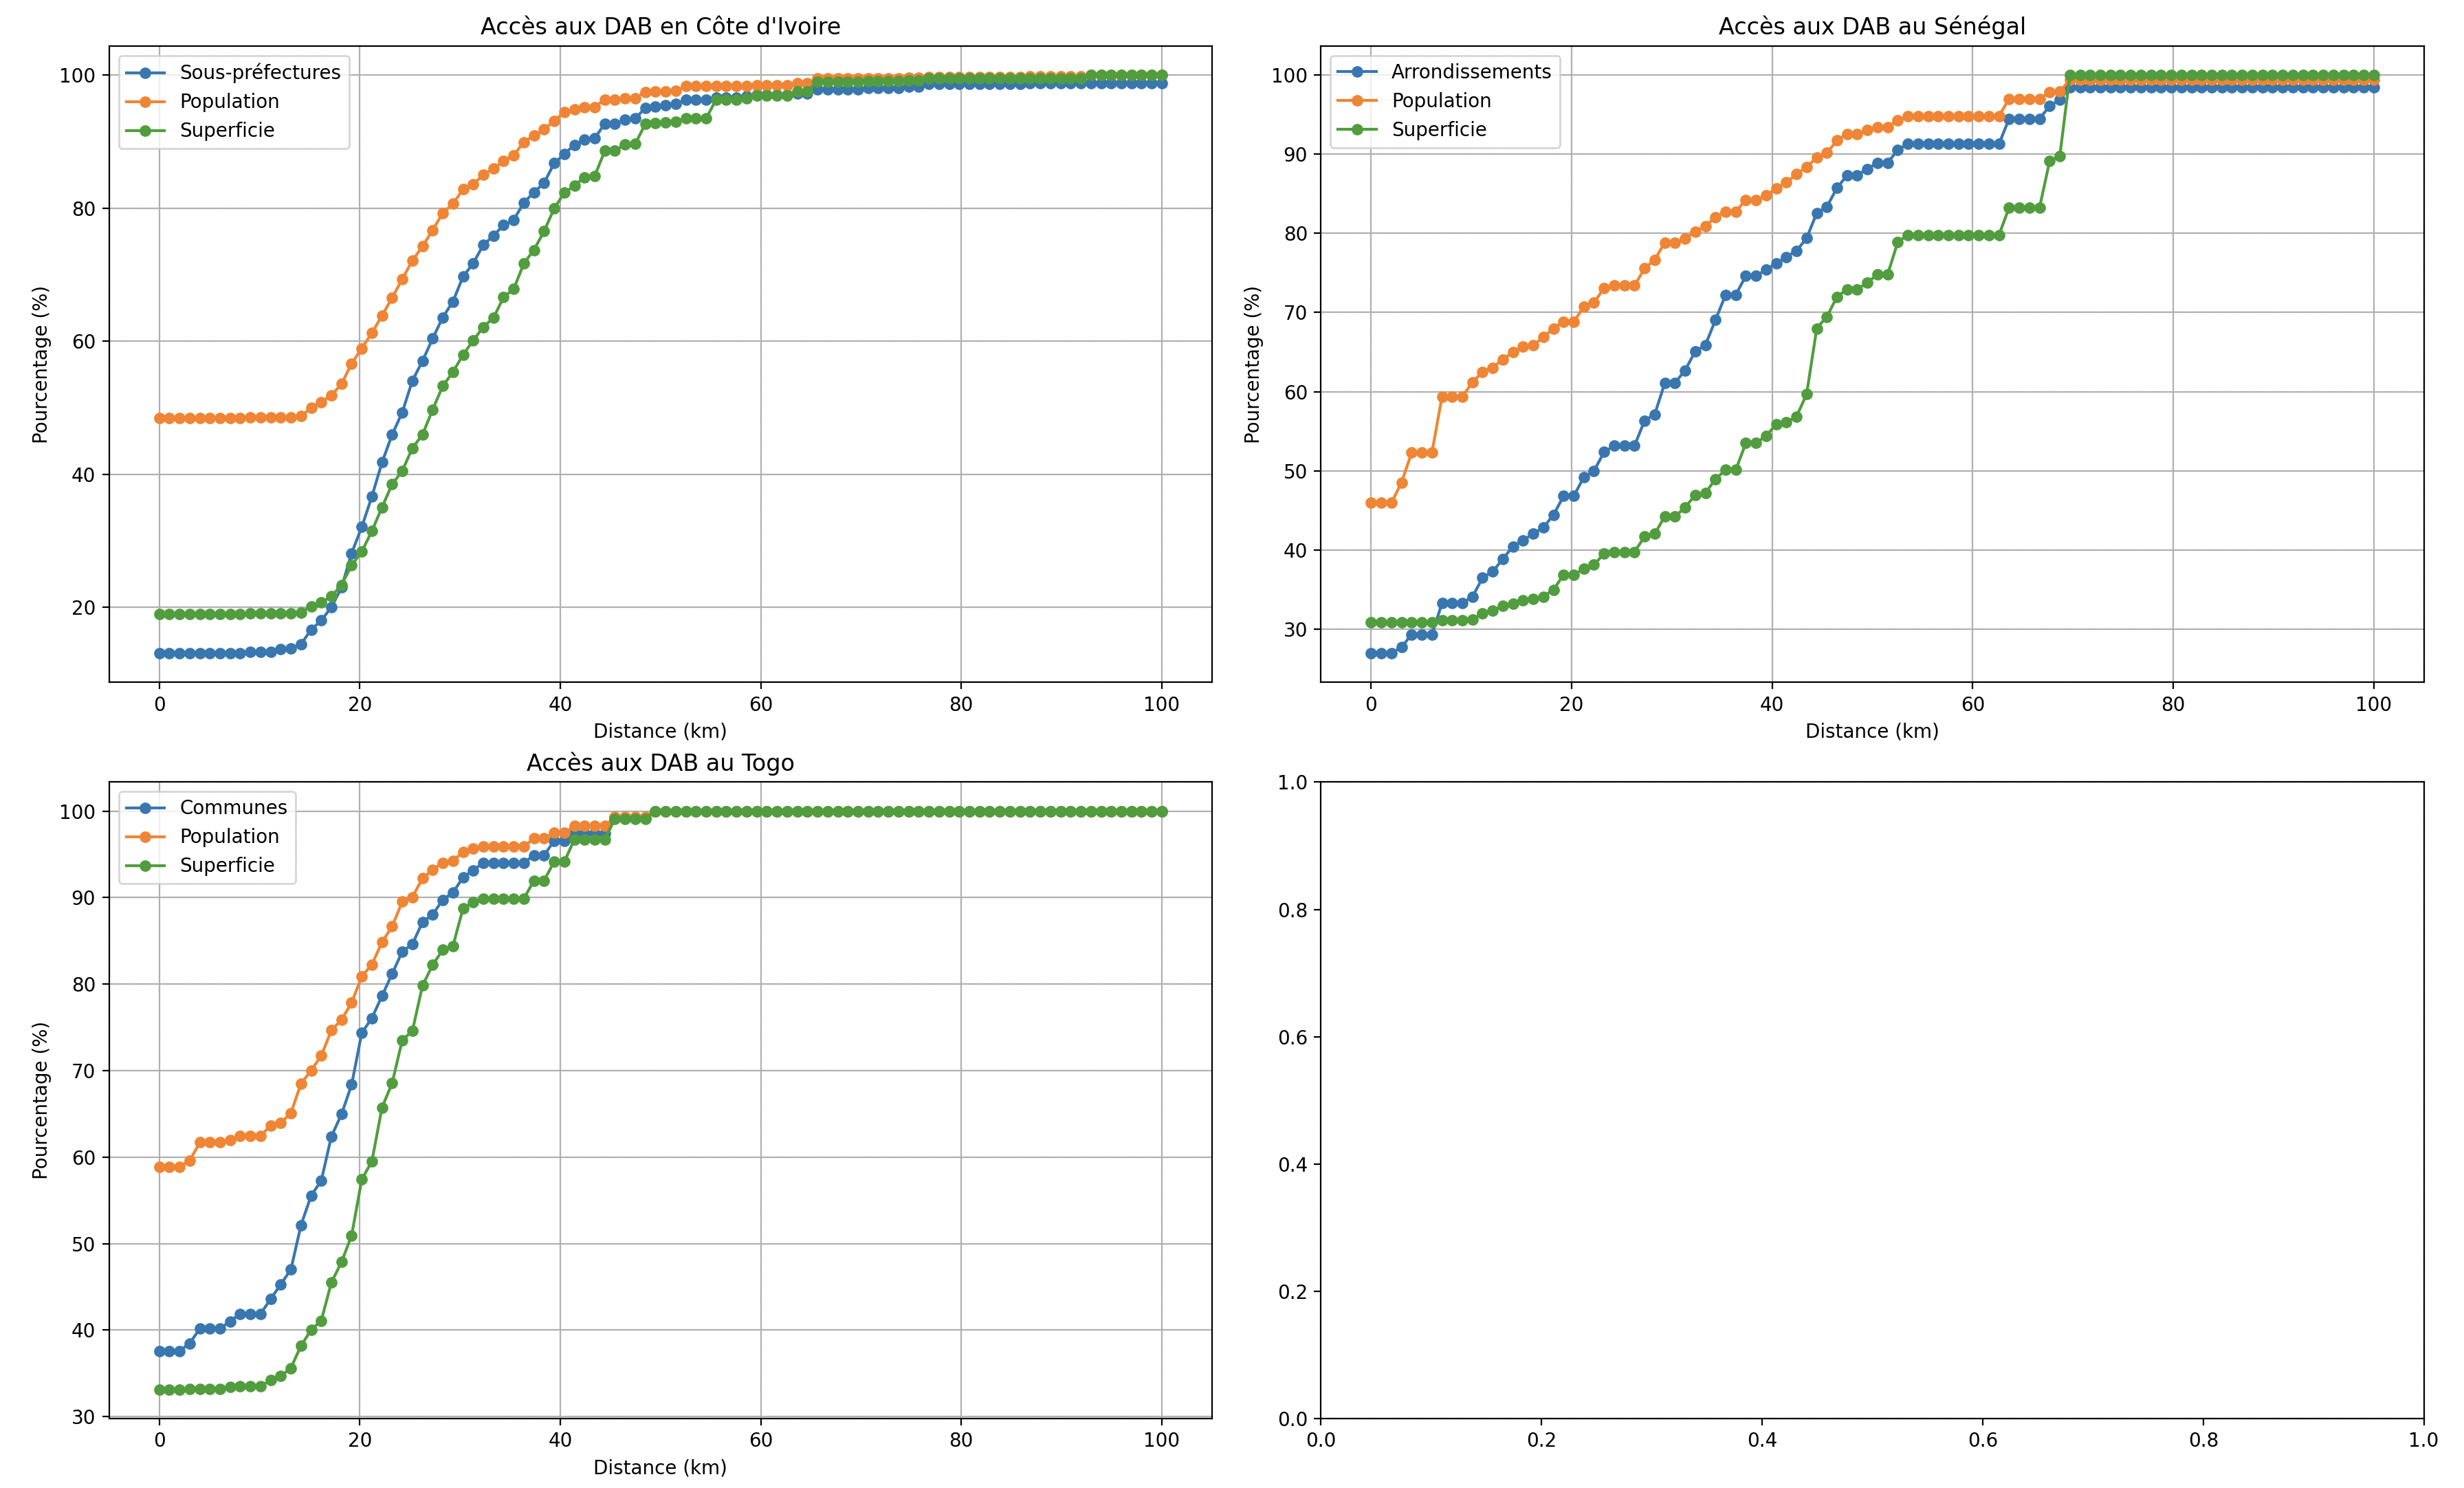 Accès aux DAB en Côte d'Ivoire
Sous-préfectures
Population
Superficie
Pourcentage (%)
100
80
60
40
20
0 20 40 60 80 100
Distance (km)
Accès aux DAB au Sénégal
Arrondissements
Population
Superficie
Pourcentage (%)
100
90
80
70
60
50
40
30
0 20 40 60 80 100
Distance (km)
Accès aux DAB au Togo
Communes
Population
Superficie
Pourcentage (%)
100
90
80
70
60
50
40
30
0 20 40 60 80 100
Distance (km)
1.0
0.8
0.6
0.4
0.2
0.0
0.0 0.2 0.4 0.6 0.8 1.0